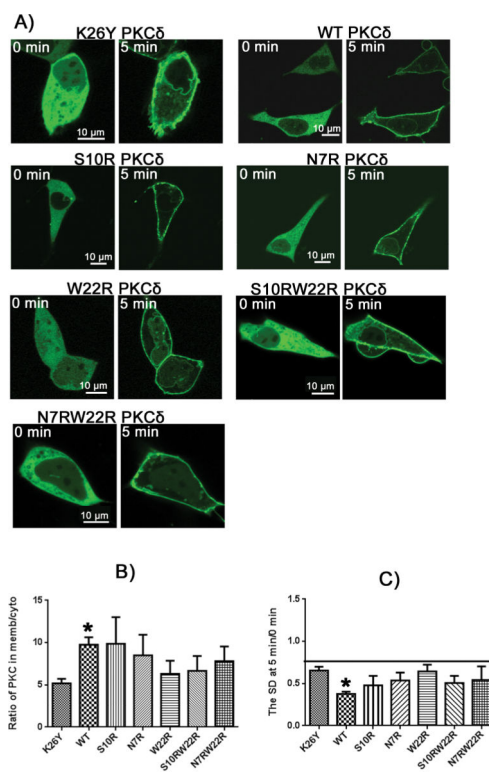 A)
K26Y PKCδ
WT PKCδ
0 min
5 min
0 min
5 min
10 µm
10 µm
S10R PKCδ
N7R PKCδ
0 min
5 min
0 min
5 min
10 µm
10 µm
W22R PKCδ
S10RW22R PKCδ
0 min
5 min
0 min
5 min
10 µm
10 µm
N7RW22R PKCδ
0 min
5 min
10 µm
B)
Ratio of PKC in memb/cyto
15
10
5
0
*
K26Y
WT
S10R
N7R
W22R
S10RW22R
N7RW22R
C)
The SD at 5 min/0 min
1.5
1.0
0.5
0.0
*
K26Y
WT
S10R
N7R
W22R
S10RW22R
N7RW22R